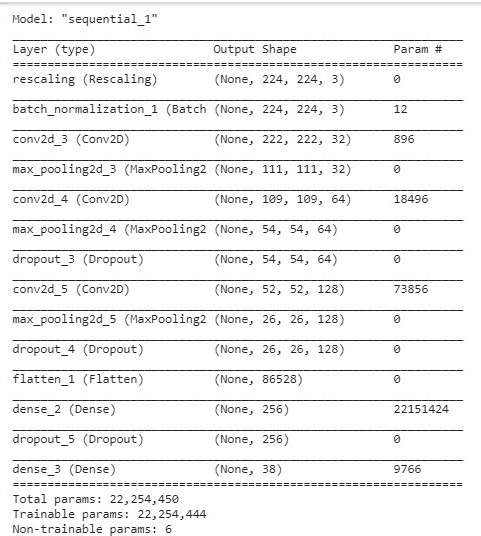 Model: "sequential_1"
Layer (type) Output Shape Param #
rescaling (Rescaling) (None, 224, 224, 3) 0
batch_normalization_1 (Batch (None, 224, 224, 3) 12
conv2d_3 (Conv2D) (None, 222, 222, 32) 896
max_pooling2d_3 (MaxPooling2 (None, 111, 111, 32) 0
conv2d_4 (Conv2D) (None, 109, 109, 64) 18496
max_pooling2d_4 (MaxPooling2 (None, 54, 54, 64) 0
dropout_3 (Dropout) (None, 54, 54, 64) 0
conv2d_5 (Conv2D) (None, 52, 52, 128) 73856
max_pooling2d_5 (MaxPooling2 (None, 26, 26, 128) 0
dropout_4 (Dropout) (None, 26, 26, 128) 0
flatten_1 (Flatten) (None, 86528) 0
dense_2 (Dense) (None, 256) 22151424
dropout_5 (Dropout) (None, 256) 0
dense_3 (Dense) (None, 38) 9766
Total params: 22,254,450
Trainable params: 22,254,444
Non-trainable params: 6